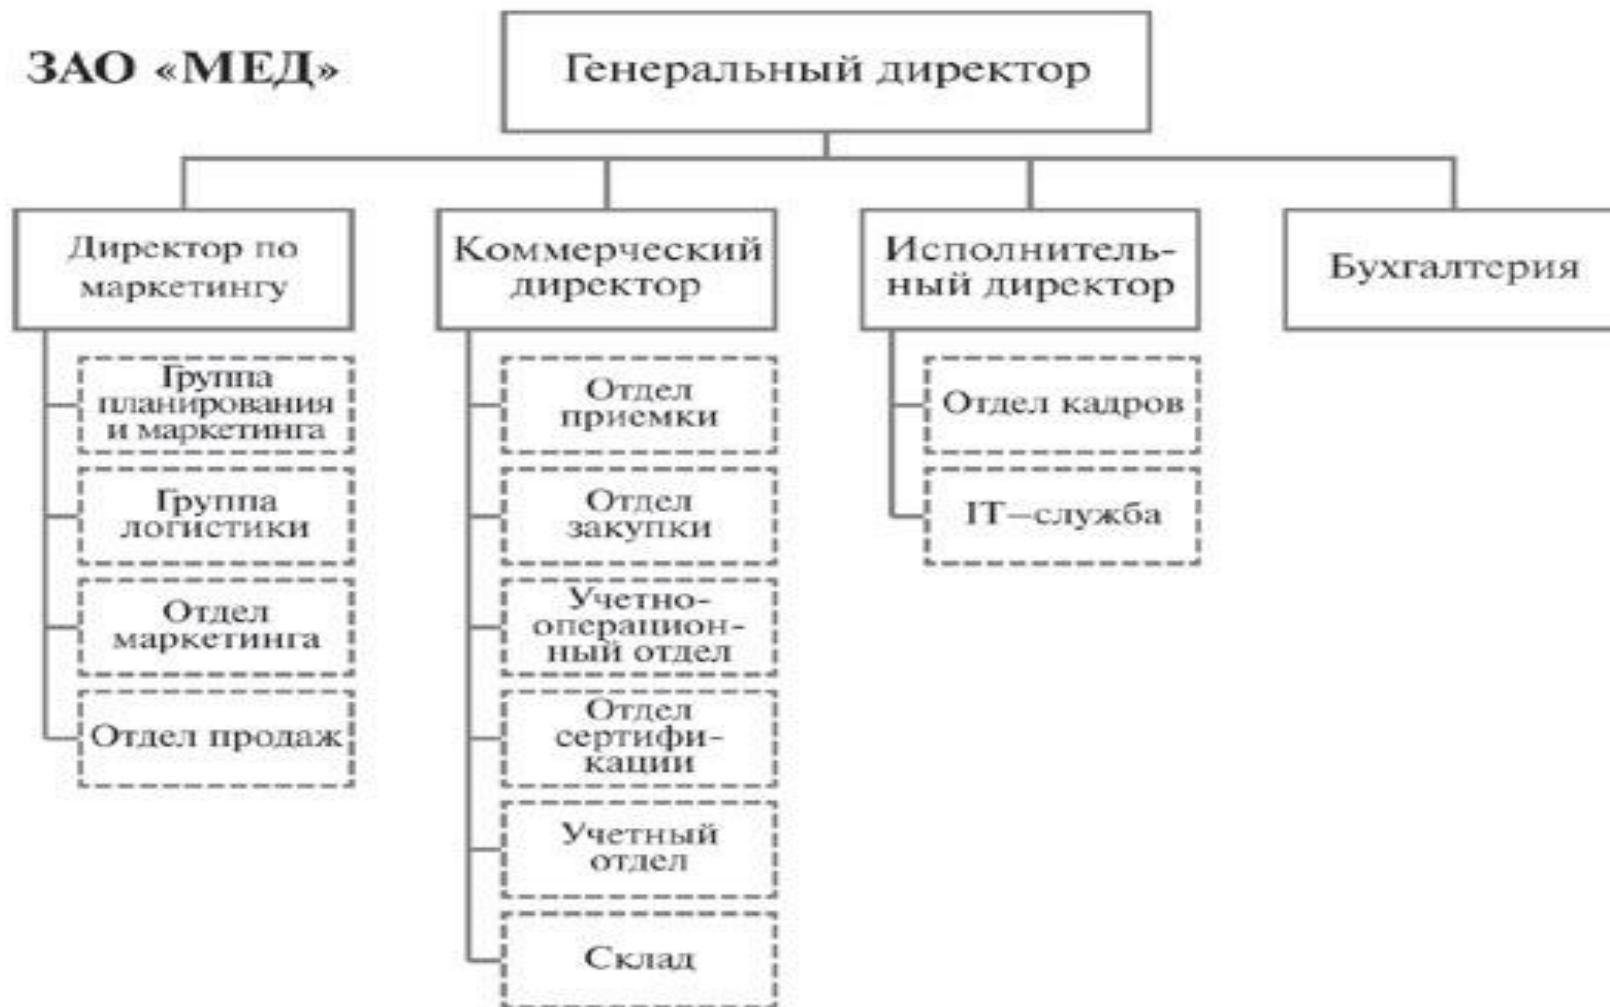 ЗАО «МЕД»
Генеральный директор
Директор по
маркетингу
Группа
планирования
и маркетинга
Группа
логистики
Отдел
маркетинга
Отдел продаж
Коммерческий
директор
Отдел
приемки
Отдел
закупки
Учетно-
операцион-
ный отдел
Отдел
сертифи-
кации
Учетный
отдел
Склад
Исполнитель-
ный директор
Отдел кадров
IT–служба
Бухгалтерия